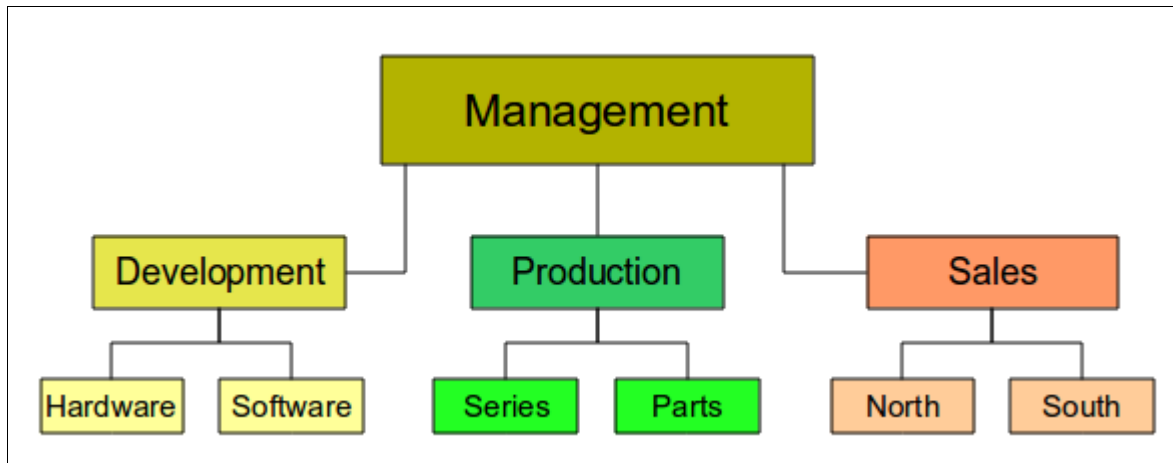 Management
Development
Production
Sales
Hardware
Software
Series
Parts
North
South